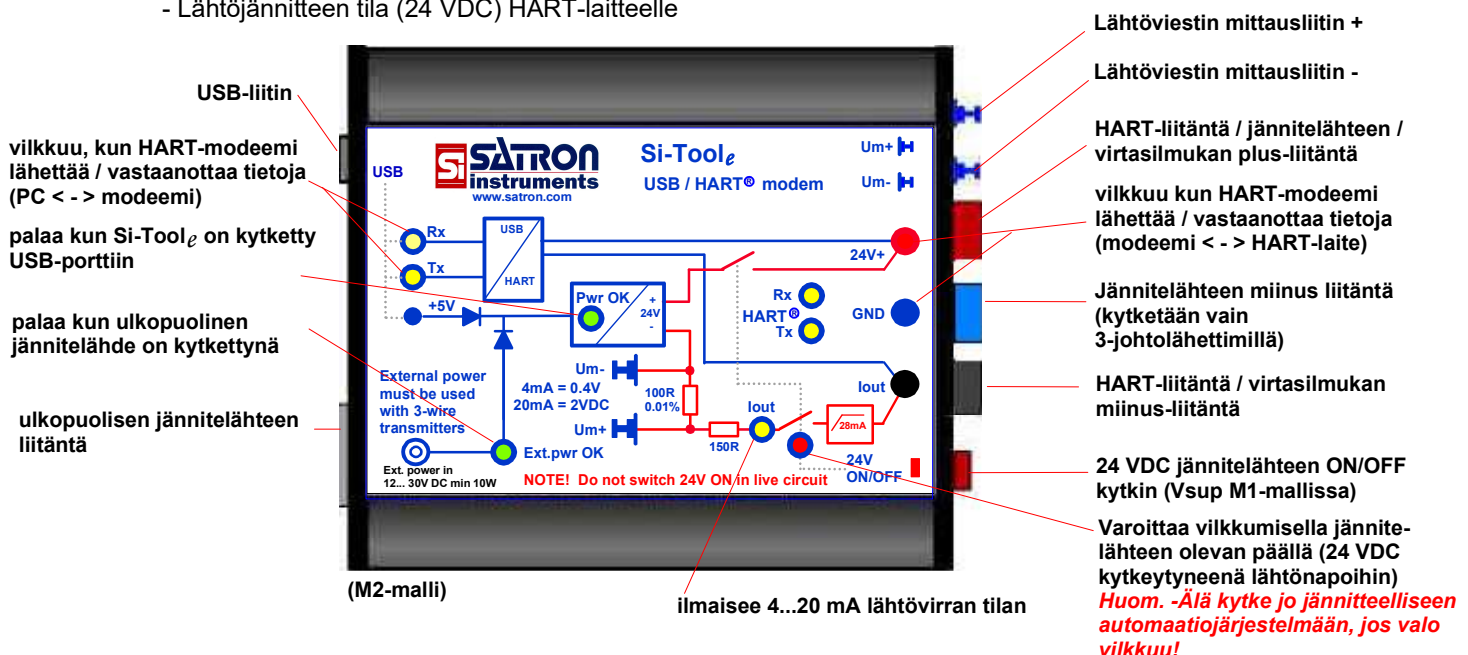 - Lähtöjännitteen tila (24 VDC) HART-laitteelle
USB-liitin
vilkkuu, kun HART-modeemi
lähettää / vastaanottaa tietoja
(PC < - > modeemi)
palaa kun Si-Toole on kytketty
USB-porttiin
palaa kun ulkopuolinen
jännitelähde on kytkettynä
ulkopuolisen jännitelähteen
liitäntä
USB
Si
SATRON
instruments
www.satron.com
Si-Toole
USB / HART® modem
Um+
Um-
Rx
Tx
USB
HART
+5V
Pwr OK
+
24V
-
24V+
Rx
HART®
Tx
GND
Um-
4mA = 0.4V
20mA = 2VDC
Um+
100R
0.01%
150R
Iout
28mA
Iout
External power
must be used
with 3-wire
transmitters
Ext.pwr OK
Ext. power in
12... 30V DC min 10W
NOTE! Do not switch 24V ON in live circuit
24V
ON/OFF
Lähtöviestin mittausliitin +
Lähtöviestin mittausliitin -
HART-liitäntä / jännitelähteen /
virtasilmukan plus-liitäntä
vilkkuu kun HART-modeemi
lähettää / vastaanottaa tietoja
(modeemi < - > HART-laite)
Jännitelähteen miinus liitäntä
(kytketään vain
3-johtolähettimillä)
HART-liitäntä / virtasilmukan
miinus-liitäntä
24 VDC jännitelähteen ON/OFF
kytkin (Vsup M1-mallissa)
Varoittaa vilkkumisella jännite-
lähteen olevan päällä (24 VDC
kytkeytyneenä lähtönapoihin)
Huom. -Älä kytke jo jännitteelliseen
automaatiojärjestelmään, jos valo
vilkkuu!
(M2-malli)
ilmaisee 4...20 mA lähtövirran tilan